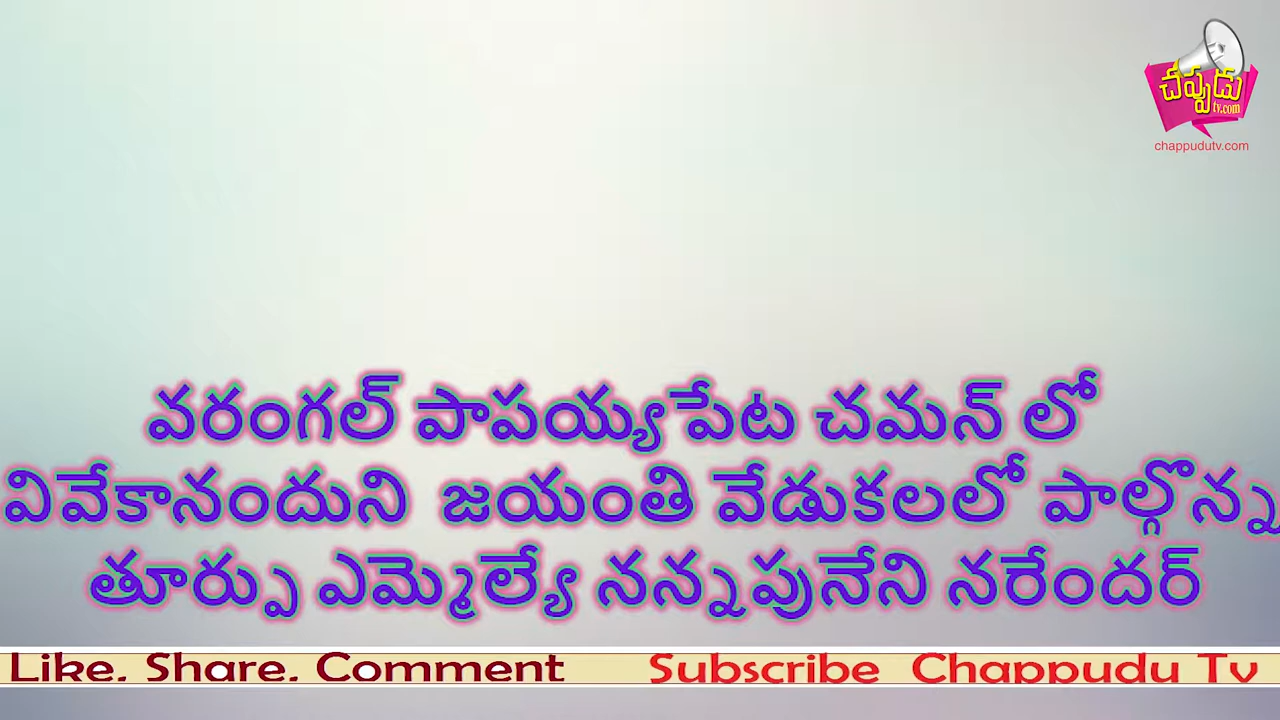 చప్పుడు
tv.com
chappudutv.com
వరంగల్ పాపయ్యపేట చమన్ లో
వివేకానందుని జయంతి వేడుకలలో పాల్గొన్న
తూర్పు ఎమ్మెల్యే నన్నపునేని నరేందర్
Like. Share. Comment Subscribe Chappudu Tv